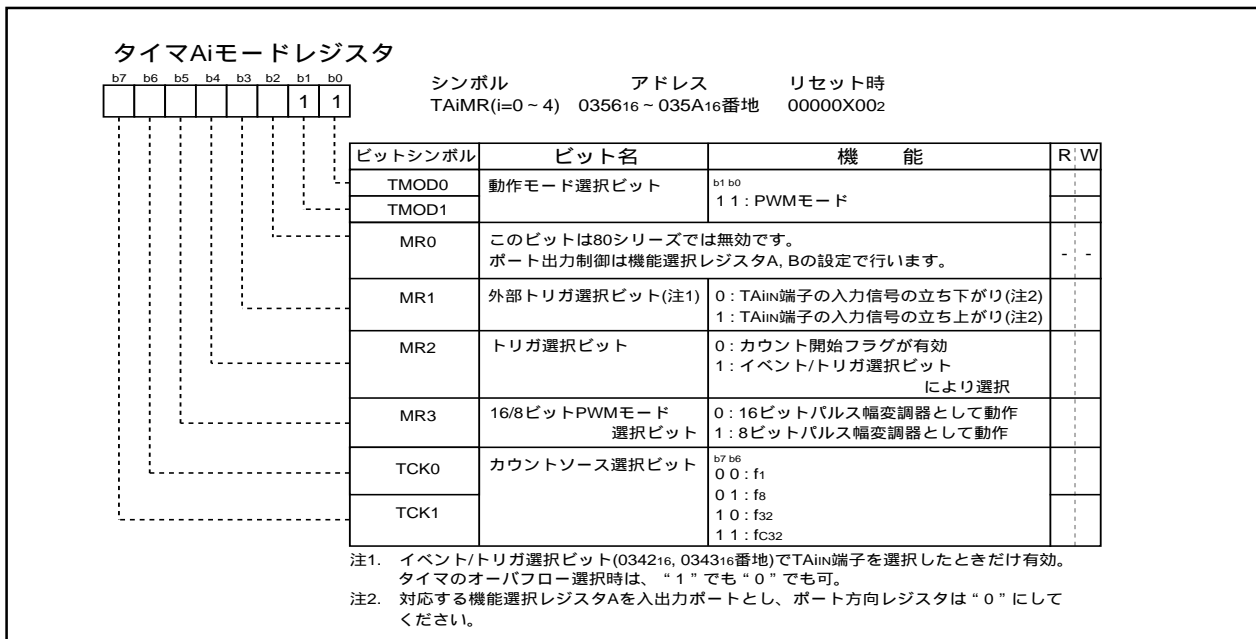 タイマAiモードレジスタ
b7 b6 b5 b4 b3 b2 b1 b0
1 1
シンボル アドレス リセット時
TAiMR(i=0 ~ 4) 035616 ~ 035A16番地 00000X002
ビットシンボル ビット名 機 能 R W
TMOD0 動作モード選択ビット b1 b0
1 1 : PWMモード
TMOD1
MR0 このビットは80シリーズでは無効です。
ポート出力制御は機能選択レジスタA, Bの設定で行います。 - -
MR1 外部トリガ選択ビット(注1) 0 : TAiIN端子の入力信号の立ち下がり(注2)
1 : TAiIN端子の入力信号の立ち上がり(注2)
MR2 トリガ選択ビット 0 : カウント開始フラグが有効
1 : イベント/トリガ選択ビット
により選択
MR3 16/8ビットPWMモード 0 : 16ビットパルス幅変調器として動作
選択ビット 1 : 8ビットパルス幅変調器として動作
TCK0 カウントソース選択ビット b7 b6
0 0 : f1
0 1 : f8
TCK1 1 0 : f32
1 1 : fC32
注1. イベント/トリガ選択ビット(034216, 034316番地)でTAiIN端子を選択したときだけ有効。
タイマのオーバフロー選択時は、“ 1 ” でも “ 0 ” でも可。
注2. 対応する機能選択レジスタAを入出力ポートとし、ポート方向レジスタは “ 0 ” にして
ください。